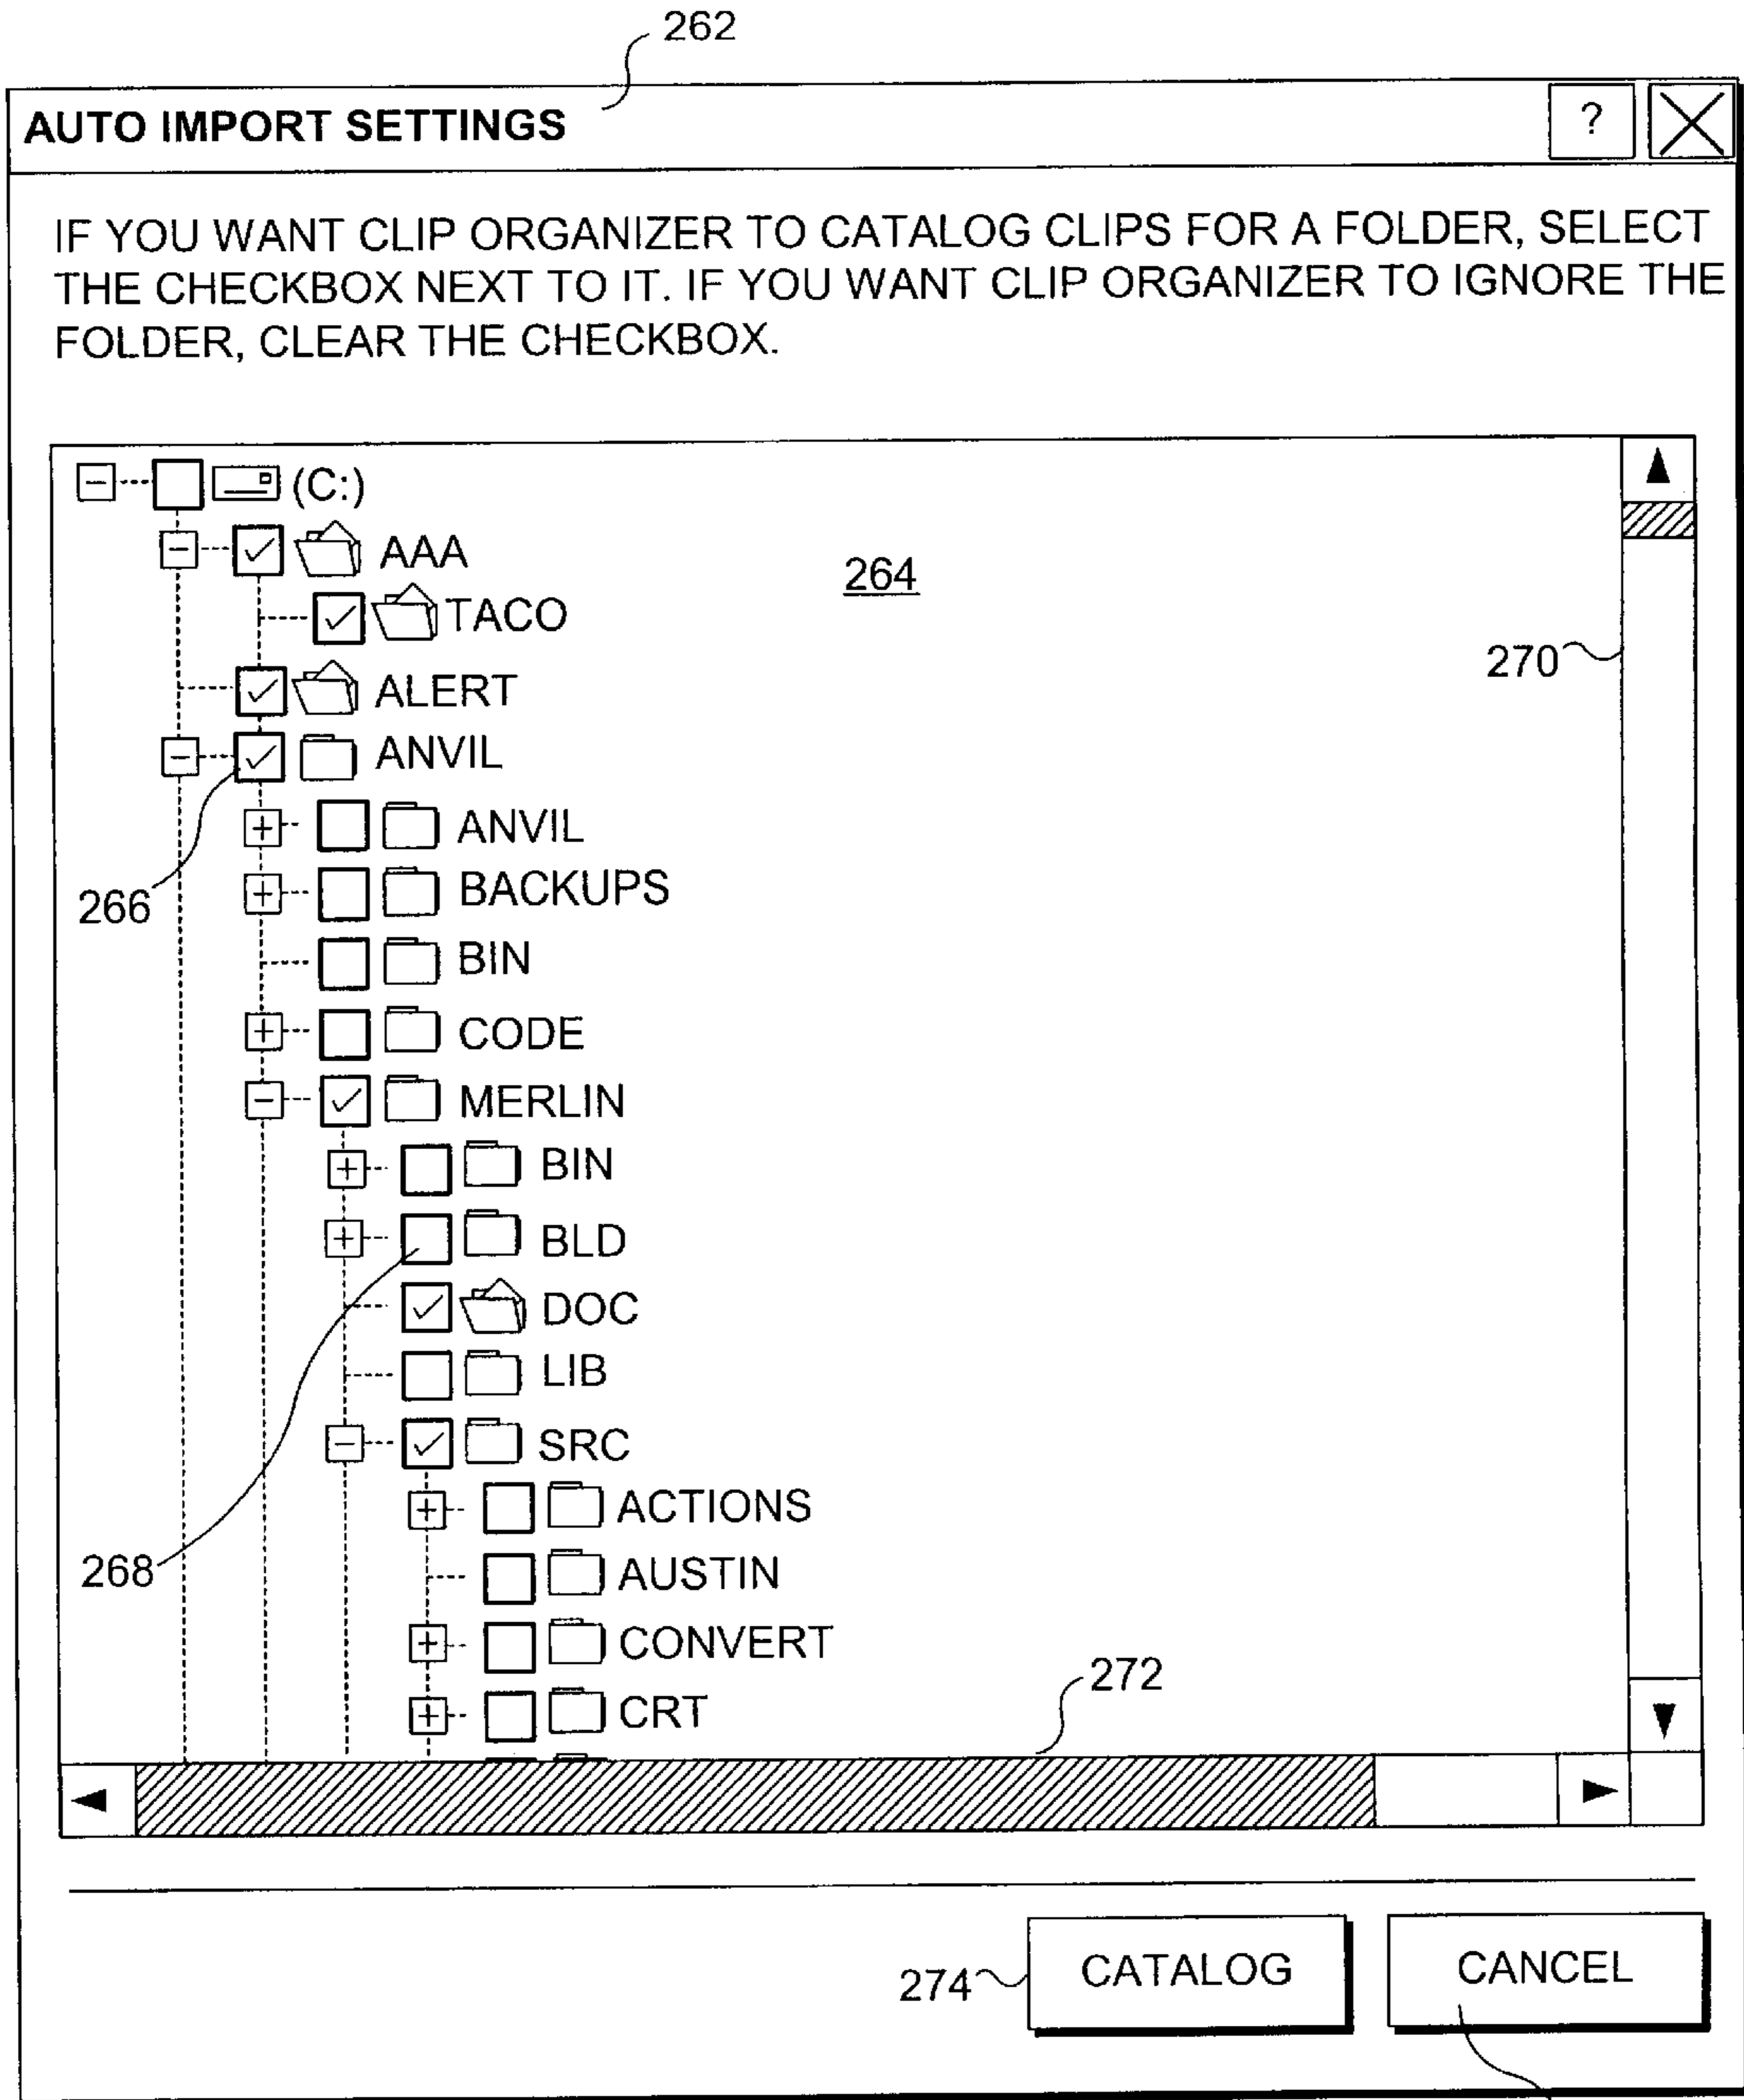 262
AUTO IMPORT SETTINGS ?
IF YOU WANT CLIP ORGANIZER TO CATALOG CLIPS FOR A FOLDER, SELECT
THE CHECKBOX NEXT TO IT. IF YOU WANT CLIP ORGANIZER TO IGNORE THE
FOLDER, CLEAR THE CHECKBOX.
(C:)
AAA
264
TACO
270
ALERT
ANVIL
ANVIL
266
BACKUPS
BIN
CODE
MERLIN
BIN
BLD
DOC
LIB
SRC
ACTIONS
268
AUSTIN
CONVERT
272
CRT
274
CATALOG
CANCEL